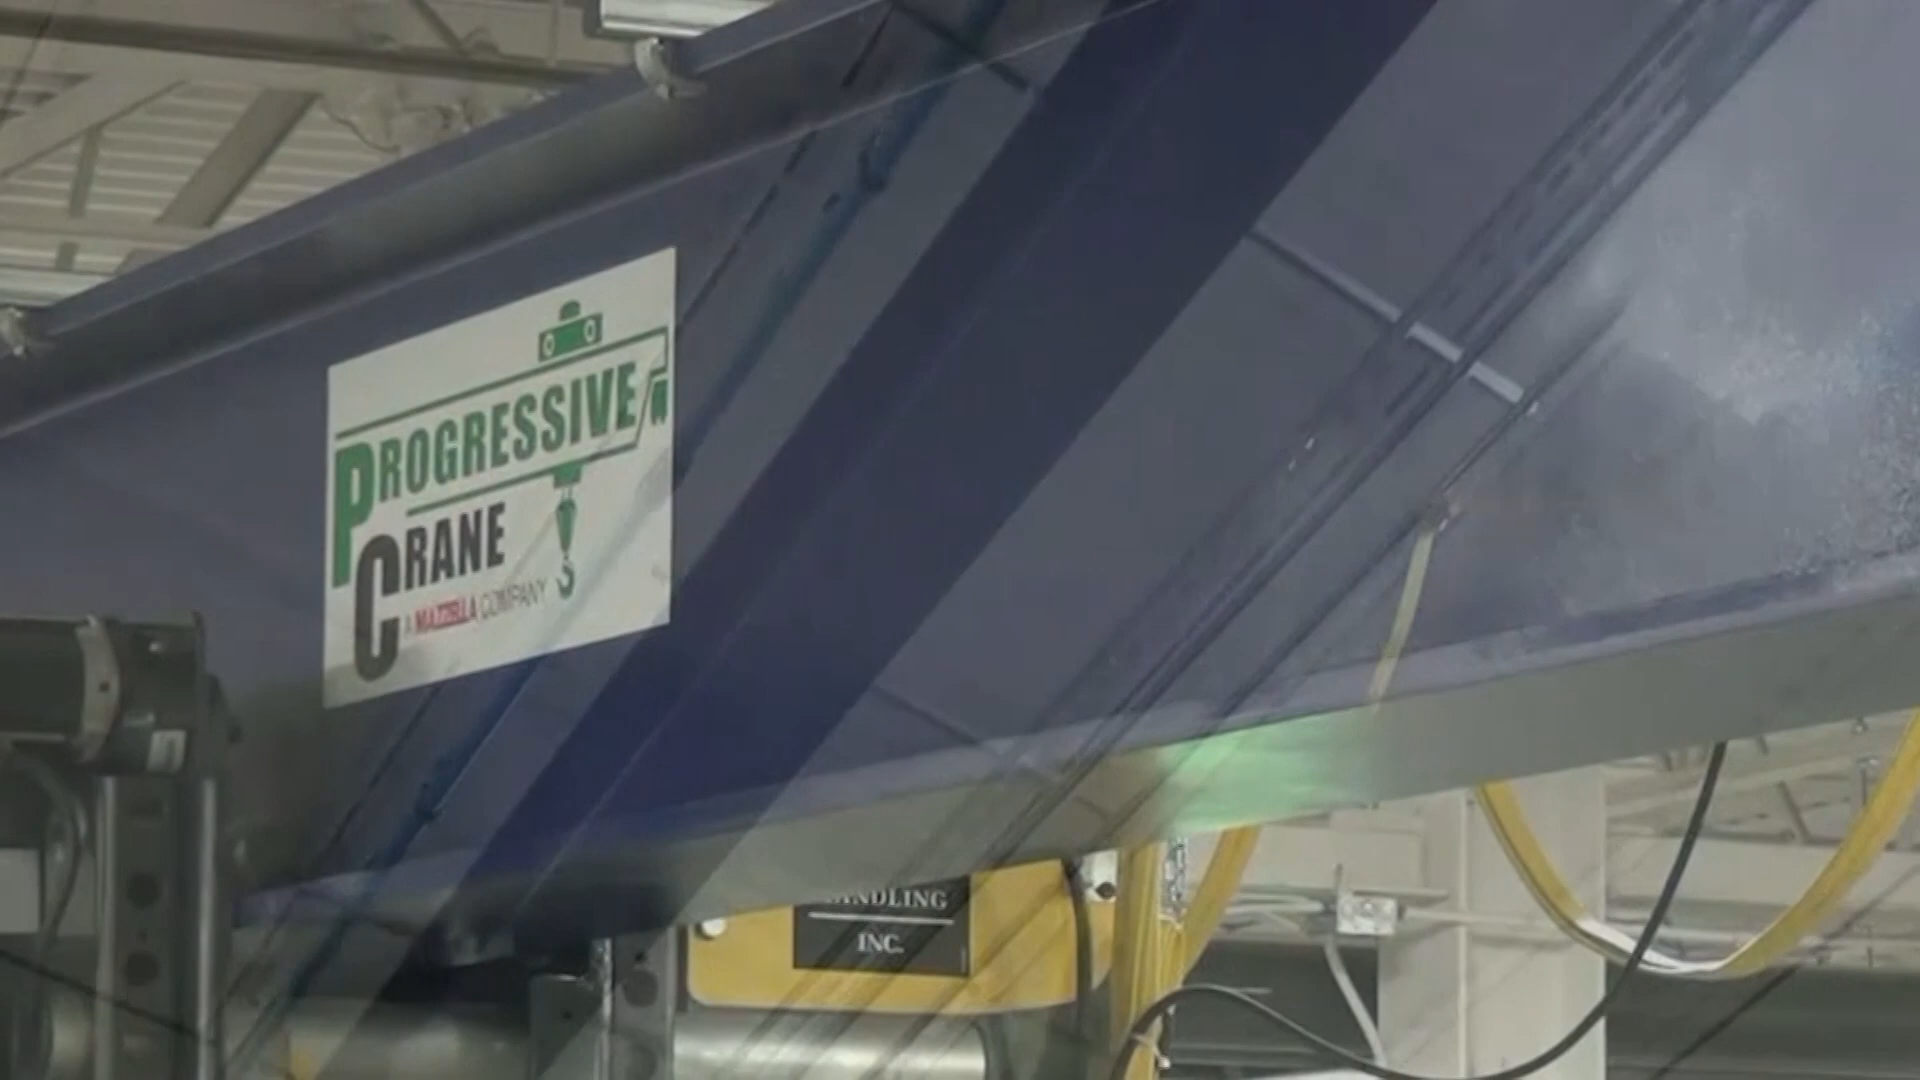 PROGRESSIVE
CRANE
A MAZZELLA COMPANY
HANDLING
INC.